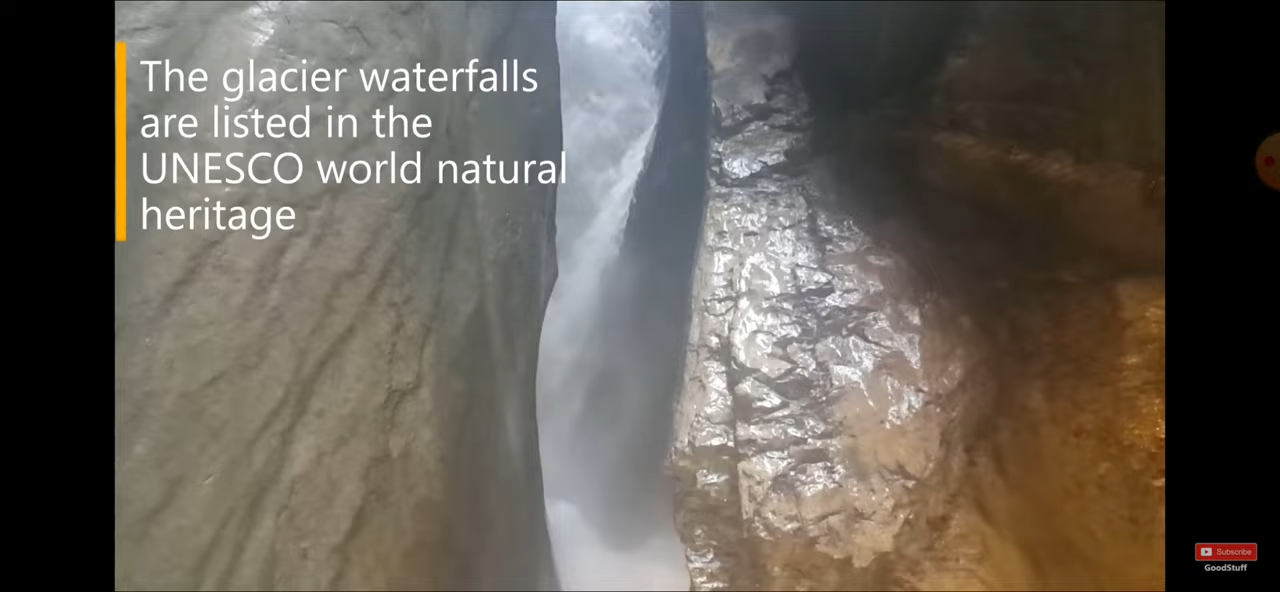 The glacier waterfalls
are listed in the
UNESCO world natural
heritage
Subscribe
GoodStuff